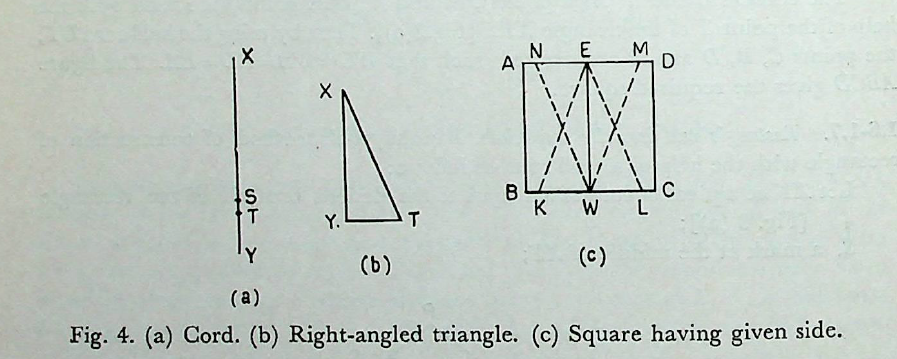 X
S
T
Y
(a)
X
Y.
T
(b)
A N E M D
B K W L C
(c)
Fig. 4. (a) Cord. (b) Right-angled triangle. (c) Square having given side.